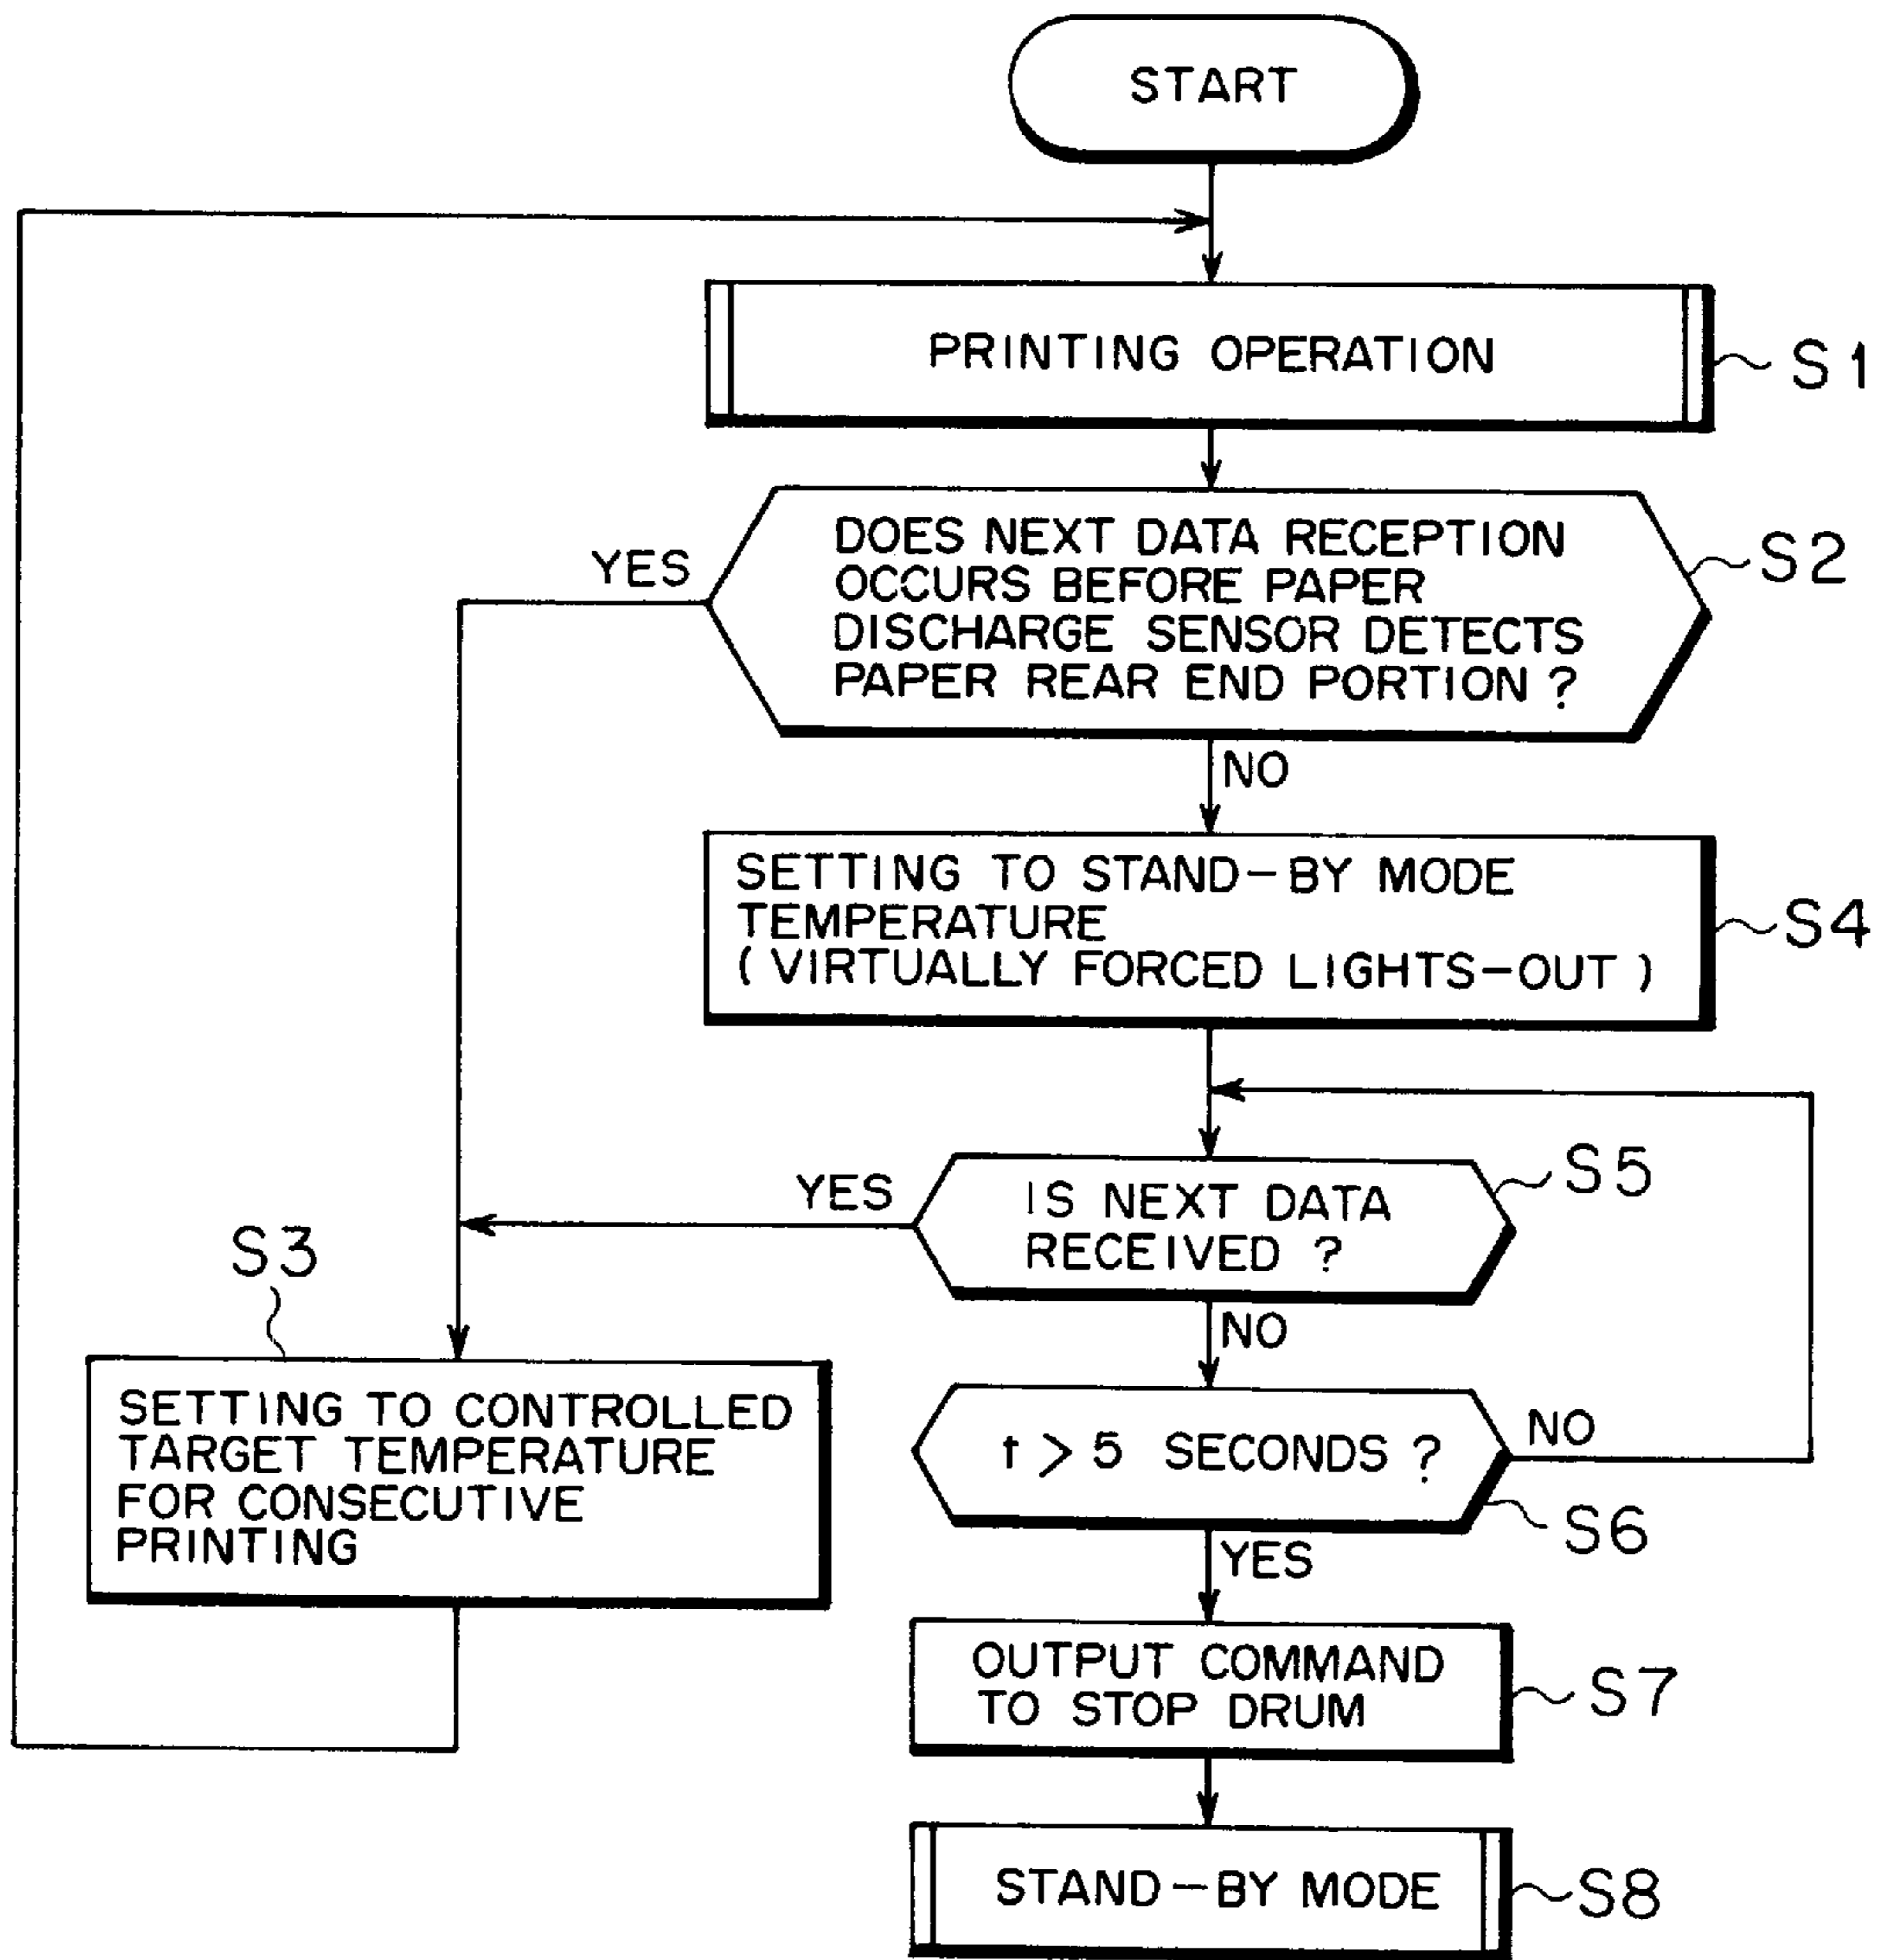 START
PRINTING OPERATION
S1
DOES NEXT DATA RECEPTION
OCCURS BEFORE PAPER
DISCHARGE SENSOR DETECTS
PAPER REAR END PORTION ?
S2
YES
NO
SETTING TO STAND-BY MODE
TEMPERATURE
( VIRTUALLY FORCED LIGHTS-OUT )
S4
IS NEXT DATA
RECEIVED ?
S5
YES
NO
S3
SETTING TO CONTROLLED
TARGET TEMPERATURE
FOR CONSECUTIVE
PRINTING
t > 5 SECONDS ?
NO
S6
YES
OUTPUT COMMAND
TO STOP DRUM
S7
STAND-BY MODE
S8